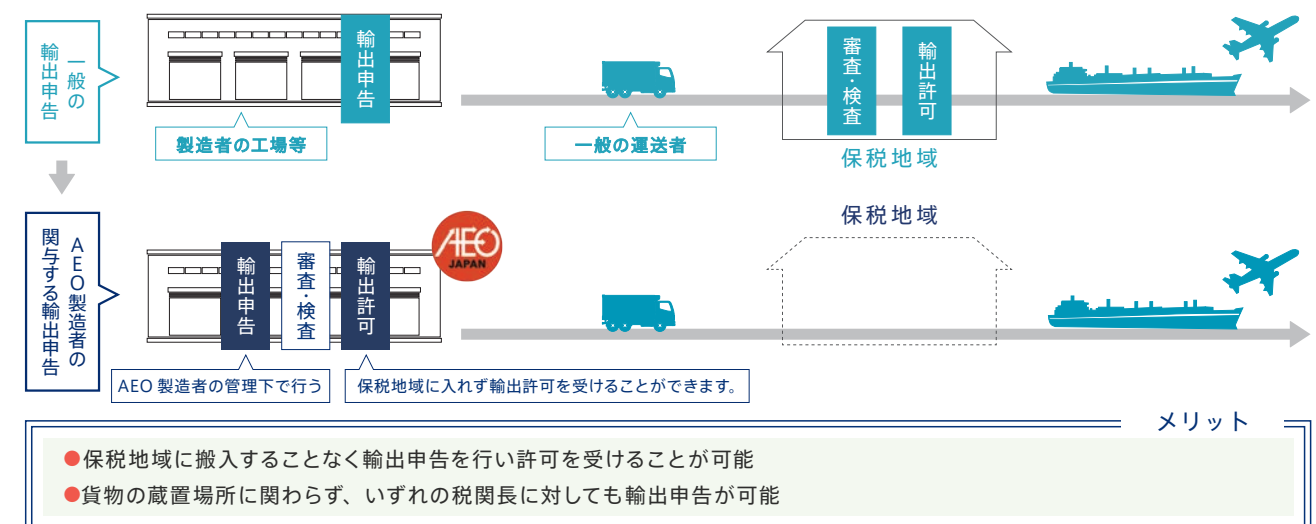 一般の
輸出申告
輸出申告
製造者の工場等
一般の運送者
審査・検査
輸出許可
保税地域
AEO製造者の
関与する輸出申告
輸出申告
審査・検査
輸出許可
AEO
JAPAN
AEO 製造者の管理下で行う
保税地域に入れず輸出許可を受けることができます。
保税地域
メリット
●保税地域に搬入することなく輸出申告を行い許可を受けることが可能
●貨物の蔵置場所に関わらず、いずれの税関長に対しても輸出申告が可能